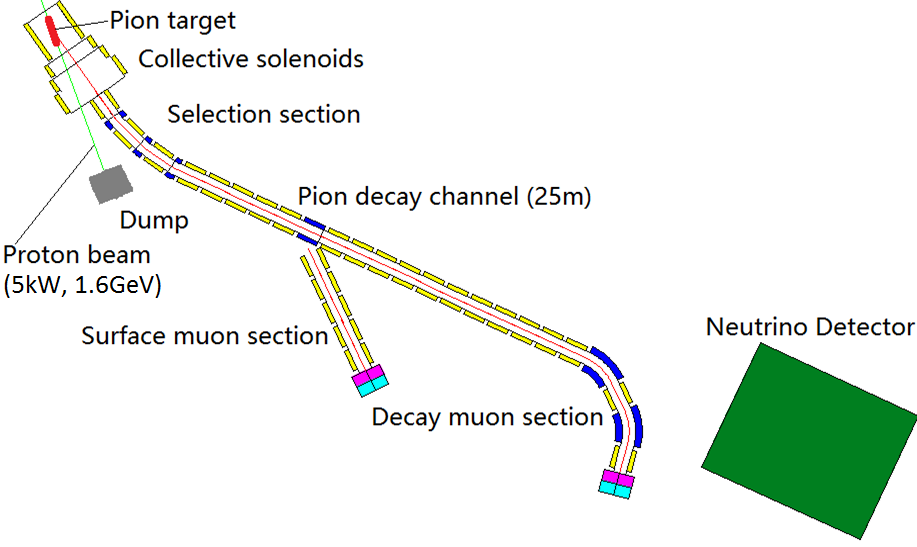 Pion target
Collective solenoids
Selection section
Pion decay channel (25m)
Dump
Proton beam
(5kW, 1.6GeV)
Surface muon section
Neutrino Detector
Decay muon section